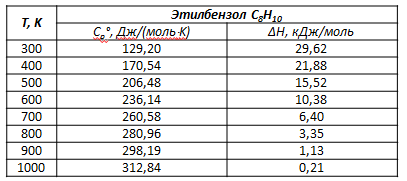 T, K
Этилбензол C8H10
Cp°, Дж/(моль·К)
ΔH, кДж/моль
300 129,20 29,62
400 170,54 21,88
500 206,48 15,52
600 236,14 10,38
700 260,58 6,40
800 280,96 3,35
900 298,19 1,13
1000 312,84 0,21